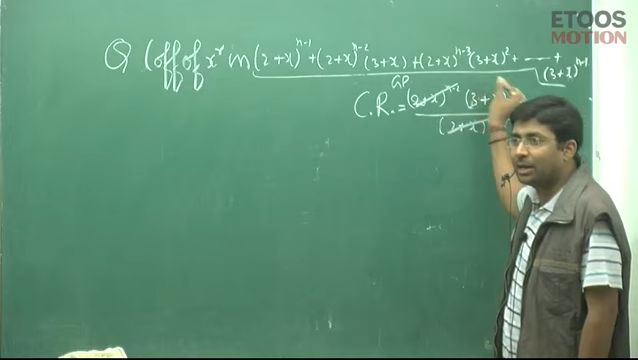 ETOOS
MOTION
Q Coff of x^r in (2+x)^{n-1} + (2+x)^{n-2} (3+x) + (2+x)^{n-3} (3+x)^2 + ---- +
(3+x)^{n-1}
GP
C.R. = (2+x)^{n-2} (3+
(2+x)